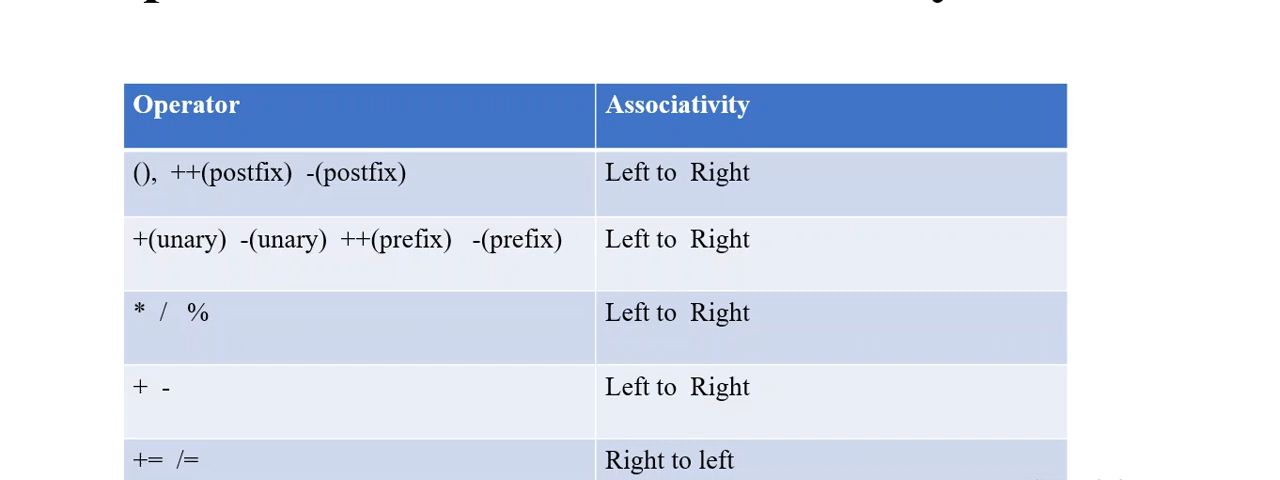 Operator Associativity
(), ++(postfix) -(postfix) Left to Right
+(unary) -(unary) ++(prefix) -(prefix) Left to Right
* / % Left to Right
+ - Left to Right
+= /= Right to left